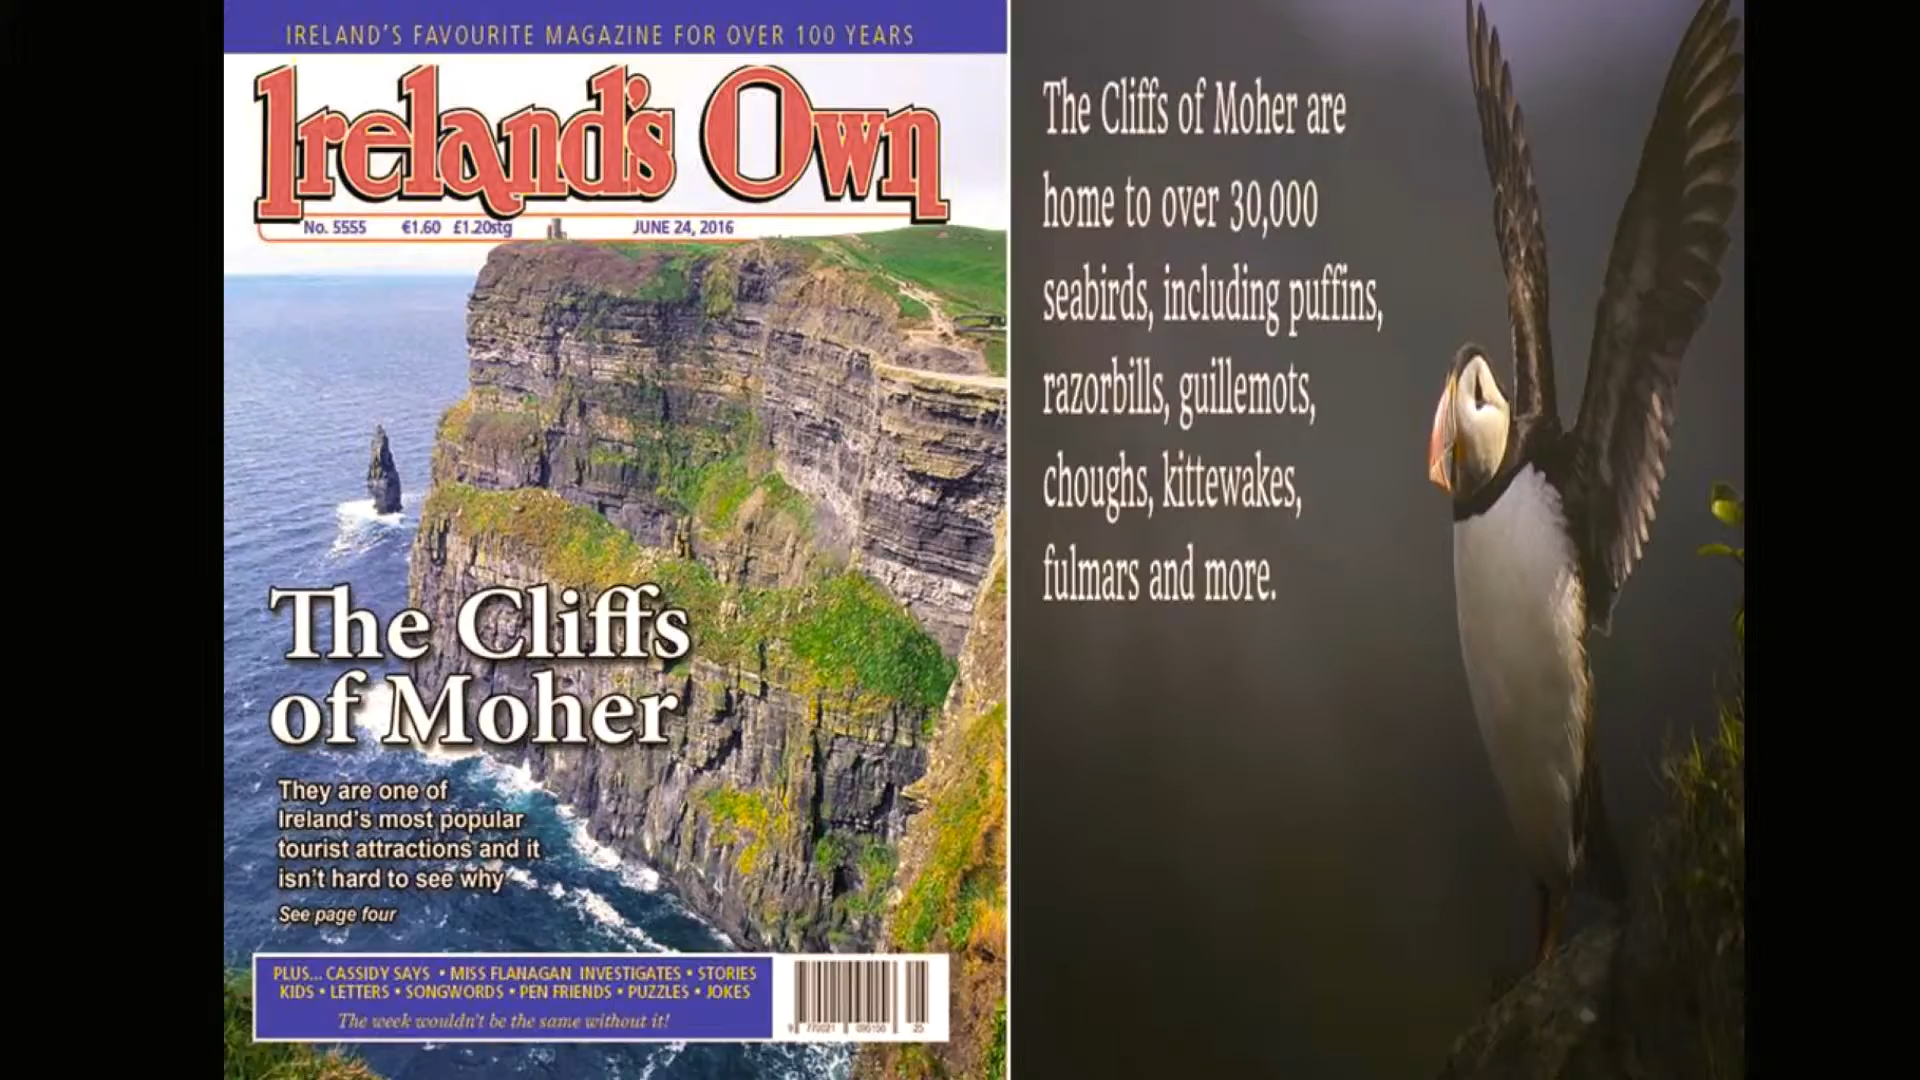 IRELAND'S FAVOURITE MAGAZINE FOR OVER 100 YEARS
Ireland's Own
No. 5555 €1.60 £1.20stg JUNE 24, 2016
The Cliffs
of Moher
They are one of
Ireland's most popular
tourist attractions and it
isn't hard to see why
See page four
PLUS... CASSIDY SAYS • MISS FLANAGAN INVESTIGATES • STORIES
KIDS • LETTERS • SONGWORDS • PEN FRIENDS • PUZZLES • JOKES
The week wouldn't be the same without it!
9 770021 095156 25
The Cliffs of Moher are
home to over 30,000
seabirds, including puffins,
razorbills, guillemots,
choughs, kittewakes,
fulmars and more.